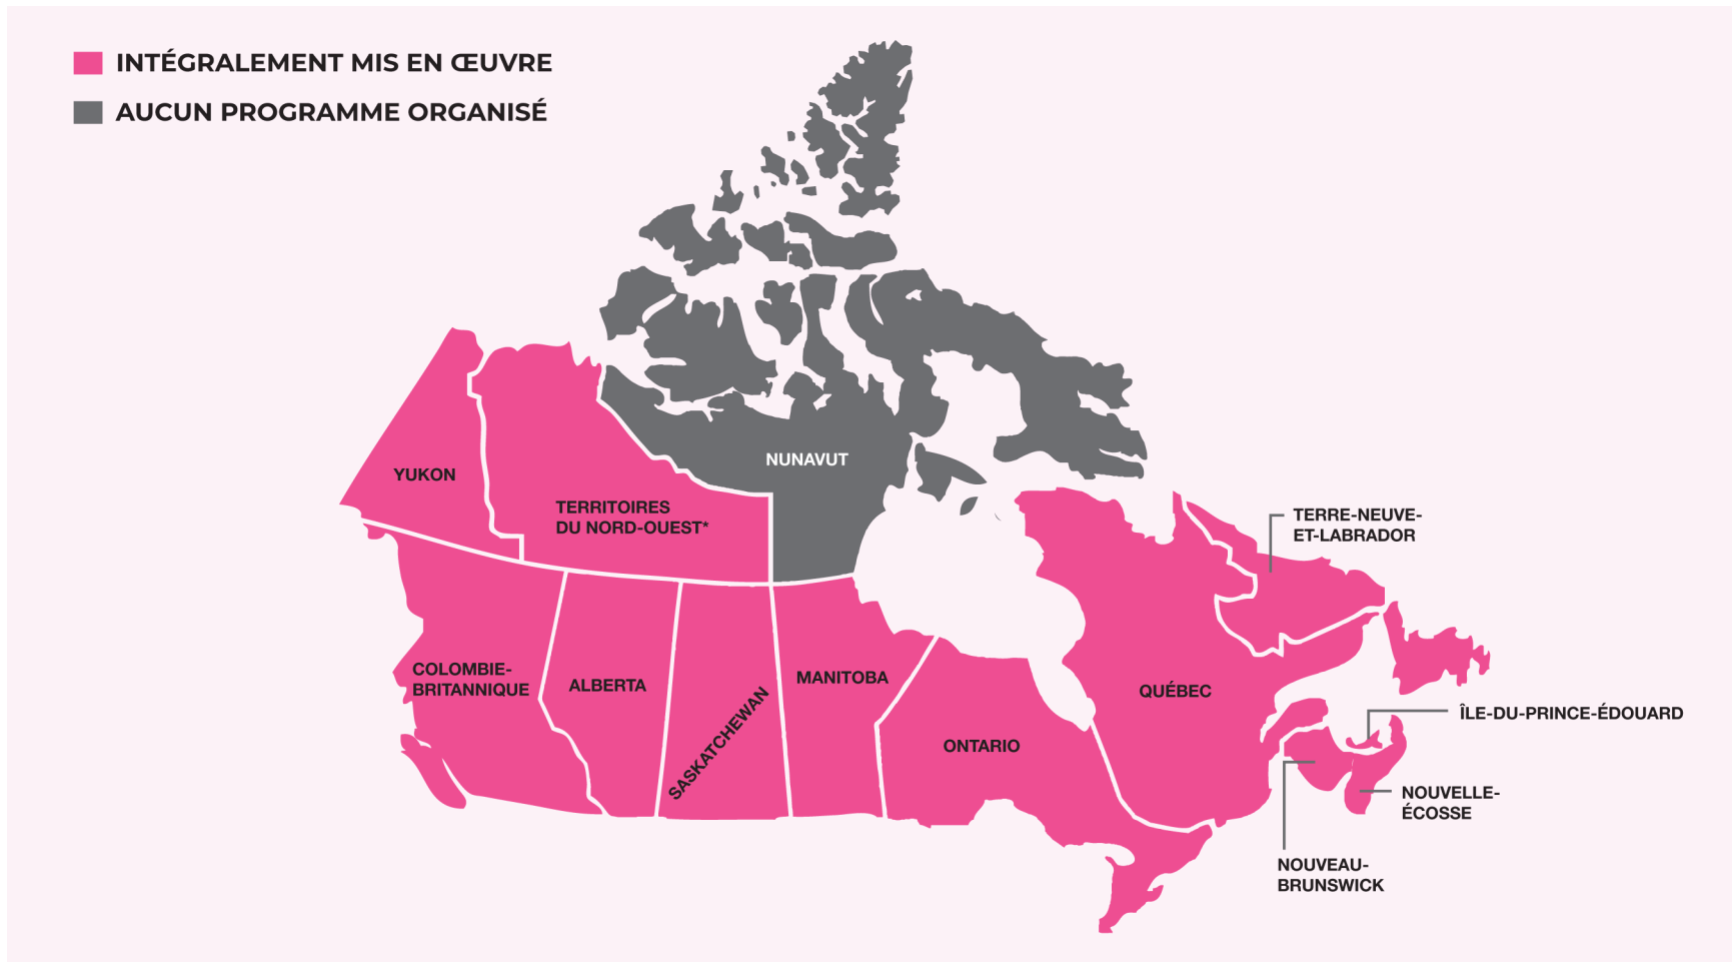 INTÉGRALEMENT MIS EN ŒUVRE
AUCUN PROGRAMME ORGANISÉ
NUNAVUT
YUKON
TERRITOIRES
DU NORD-OUEST*
TERRE-NEUVE-
ET-LABRADOR
COLOMBIE-
BRITANNIQUE
ALBERTA
SASKATCHEWAN
MANITOBA
ONTARIO
QUÉBEC
ÎLE-DU-PRINCE-ÉDOUARD
NOUVELLE-
ÉCOSSE
NOUVEAU-
BRUNSWICK